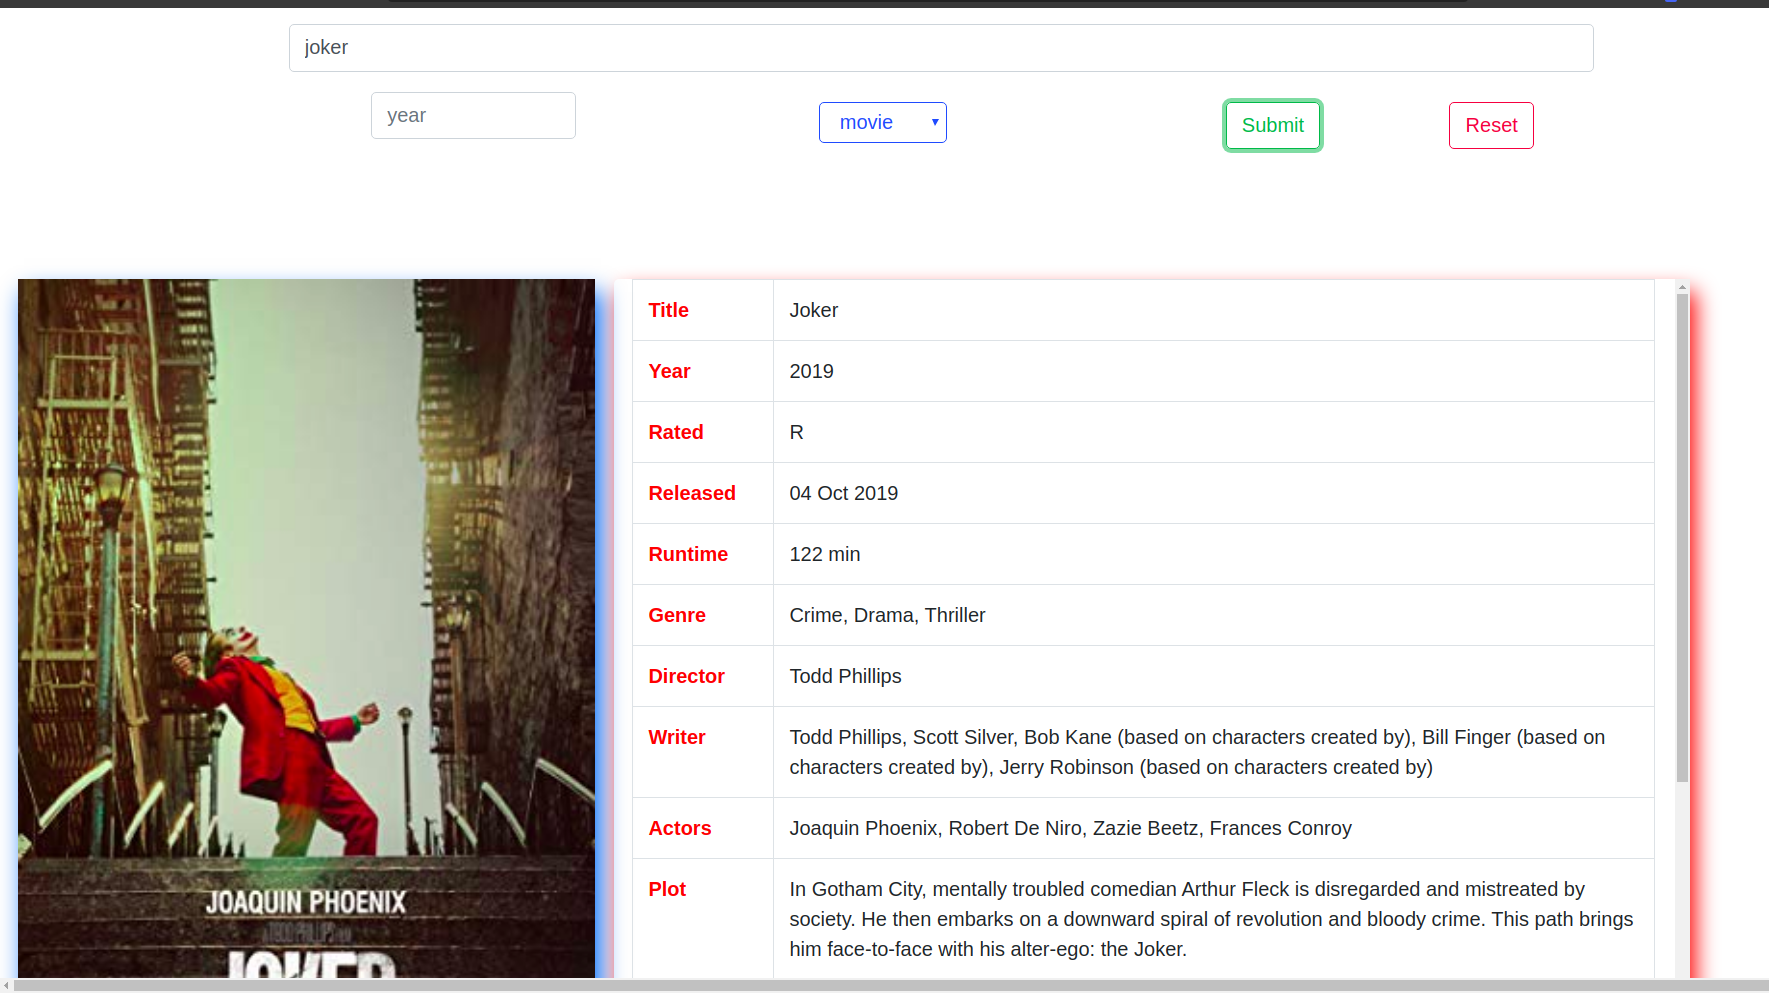 joker
year
movie
Submit
Reset
Title Joker
Year 2019
Rated R
Released 04 Oct 2019
Runtime 122 min
Genre Crime, Drama, Thriller
Director Todd Phillips
Writer Todd Phillips, Scott Silver, Bob Kane (based on characters created by), Bill Finger (based on
characters created by), Jerry Robinson (based on characters created by)
Actors Joaquin Phoenix, Robert De Niro, Zazie Beetz, Frances Conroy
Plot In Gotham City, mentally troubled comedian Arthur Fleck is disregarded and mistreated by
society. He then embarks on a downward spiral of revolution and bloody crime. This path brings
him face-to-face with his alter-ego: the Joker.
JOAQUIN PHOENIX
JOKER